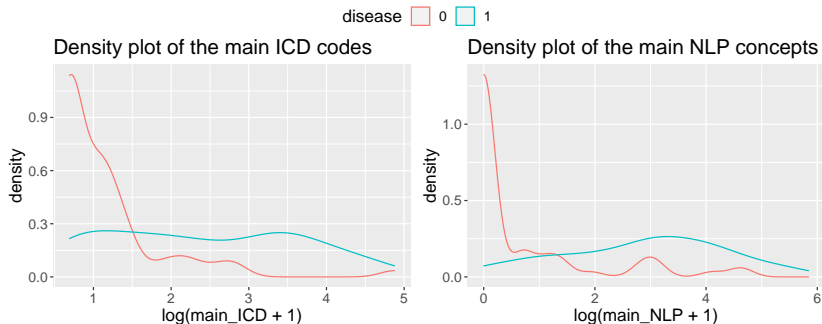 disease 0 1
Density plot of the main ICD codes
0.9
0.6
0.3
0.0
density
1 2 3 4 5
log(main_ICD + 1)
Density plot of the main NLP concepts
1.0
0.5
0.0
density
0 2 4 6
log(main_NLP + 1)